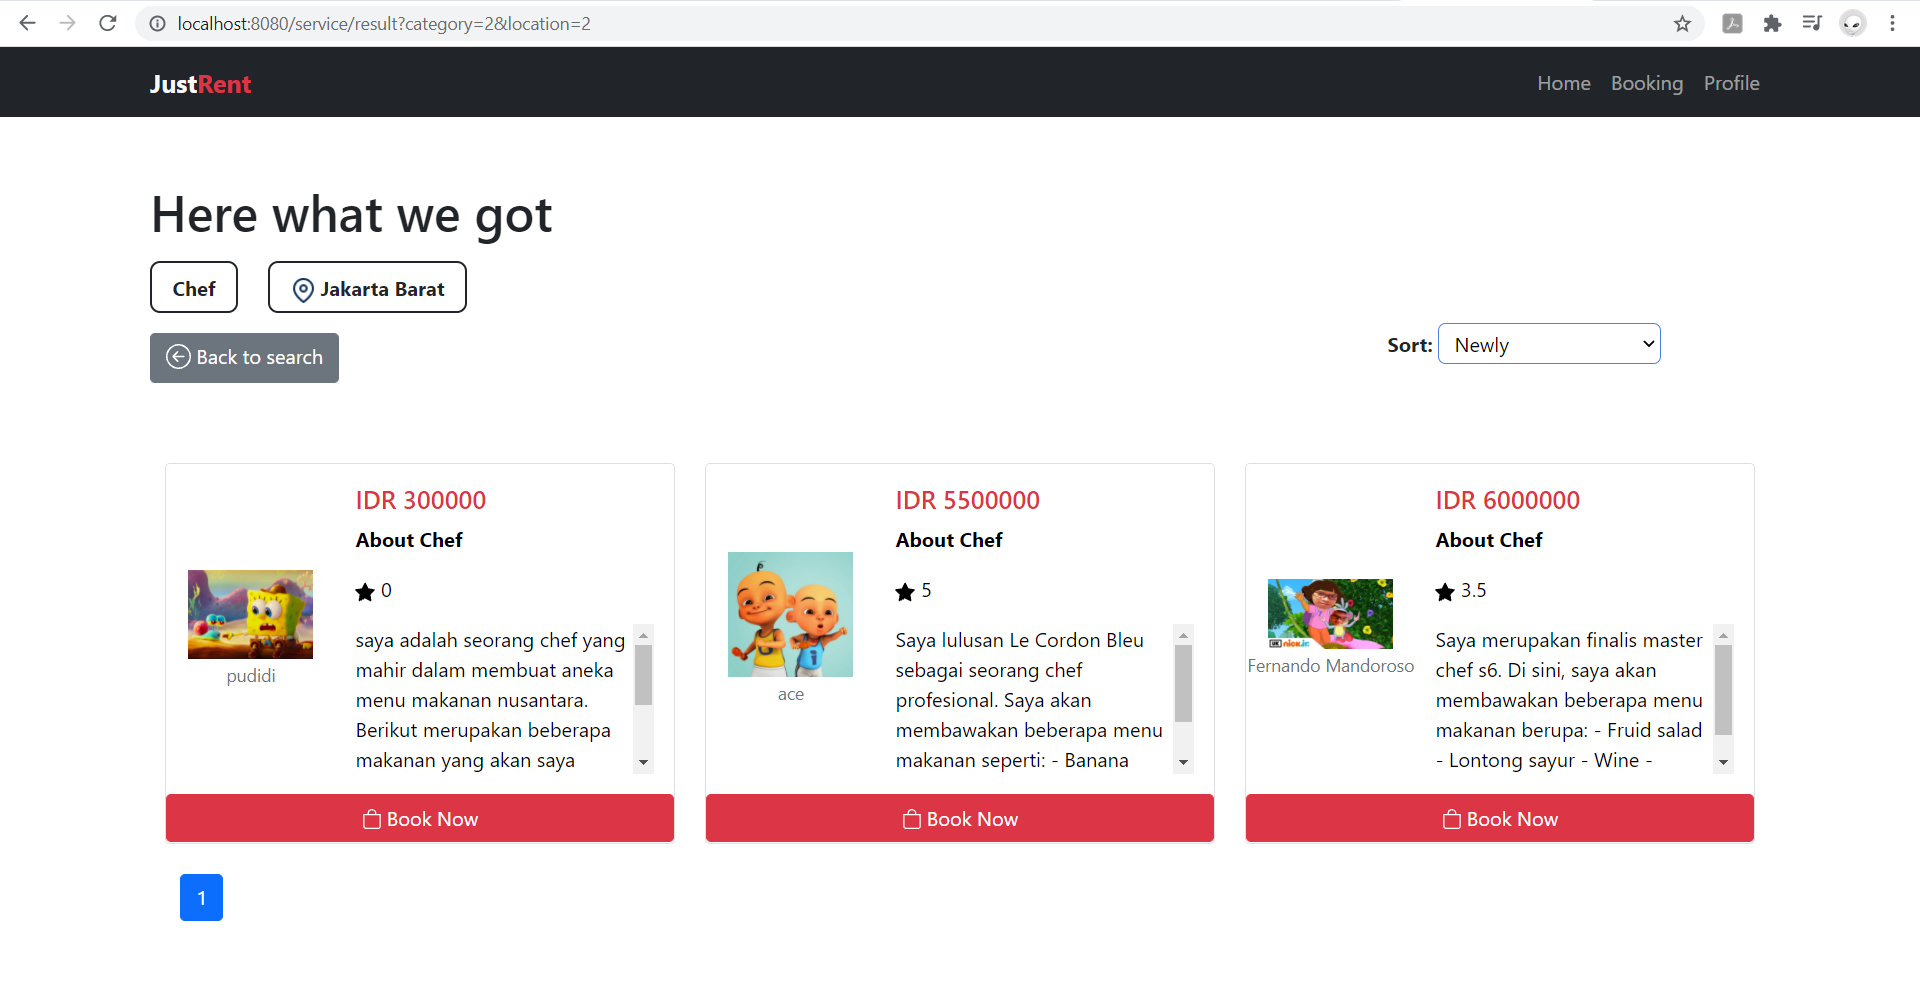 localhost:8080/service/result?category=2&location=2
JustRent
Home Booking Profile
Here what we got
Chef
Jakarta Barat
Back to search
Sort: Newly
IDR 300000
About Chef
0
saya adalah seorang chef yang
mahir dalam membuat aneka
menu makanan nusantara.
Berikut merupakan beberapa
makanan yang akan saya
pudidi
Book Now
IDR 5500000
About Chef
5
Saya lulusan Le Cordon Bleu
sebagai seorang chef
profesional. Saya akan
membawakan beberapa menu
makanan seperti: - Banana
ace
Book Now
IDR 6000000
About Chef
3.5
Saya merupakan finalis master
chef s6. Di sini, saya akan
membawakan beberapa menu
makanan berupa: - Fruid salad
- Lontong sayur - Wine -
nick jr.
Fernando Mandoroso
Book Now
1